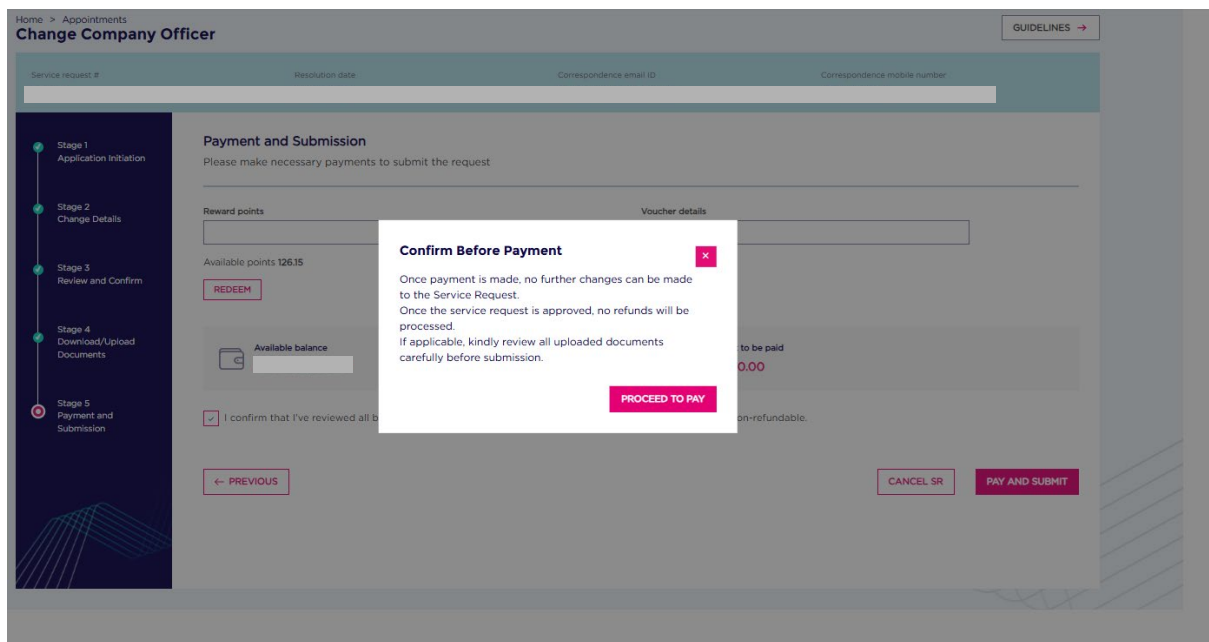 Home > Appointments
Change Company Officer
GUIDELINES →
Service request #
Resolution date
Correspondence email ID
Correspondence mobile number
Stage 1
Application Initiation
Stage 2
Change Details
Stage 3
Review and Confirm
Stage 4
Download/Upload
Documents
Stage 5
Payment and
Submission
Payment and Submission
Please make necessary payments to submit the request
Reward points
Voucher details
Available points 126.15
REDEEM
Available balance
to be paid
0.00
I confirm that I've reviewed all b
on-refundable.
Confirm Before Payment
×
Once payment is made, no further changes can be made
to the Service Request.
Once the service request is approved, no refunds will be
processed.
If applicable, kindly review all uploaded documents
carefully before submission.
PROCEED TO PAY
← PREVIOUS
CANCEL SR
PAY AND SUBMIT